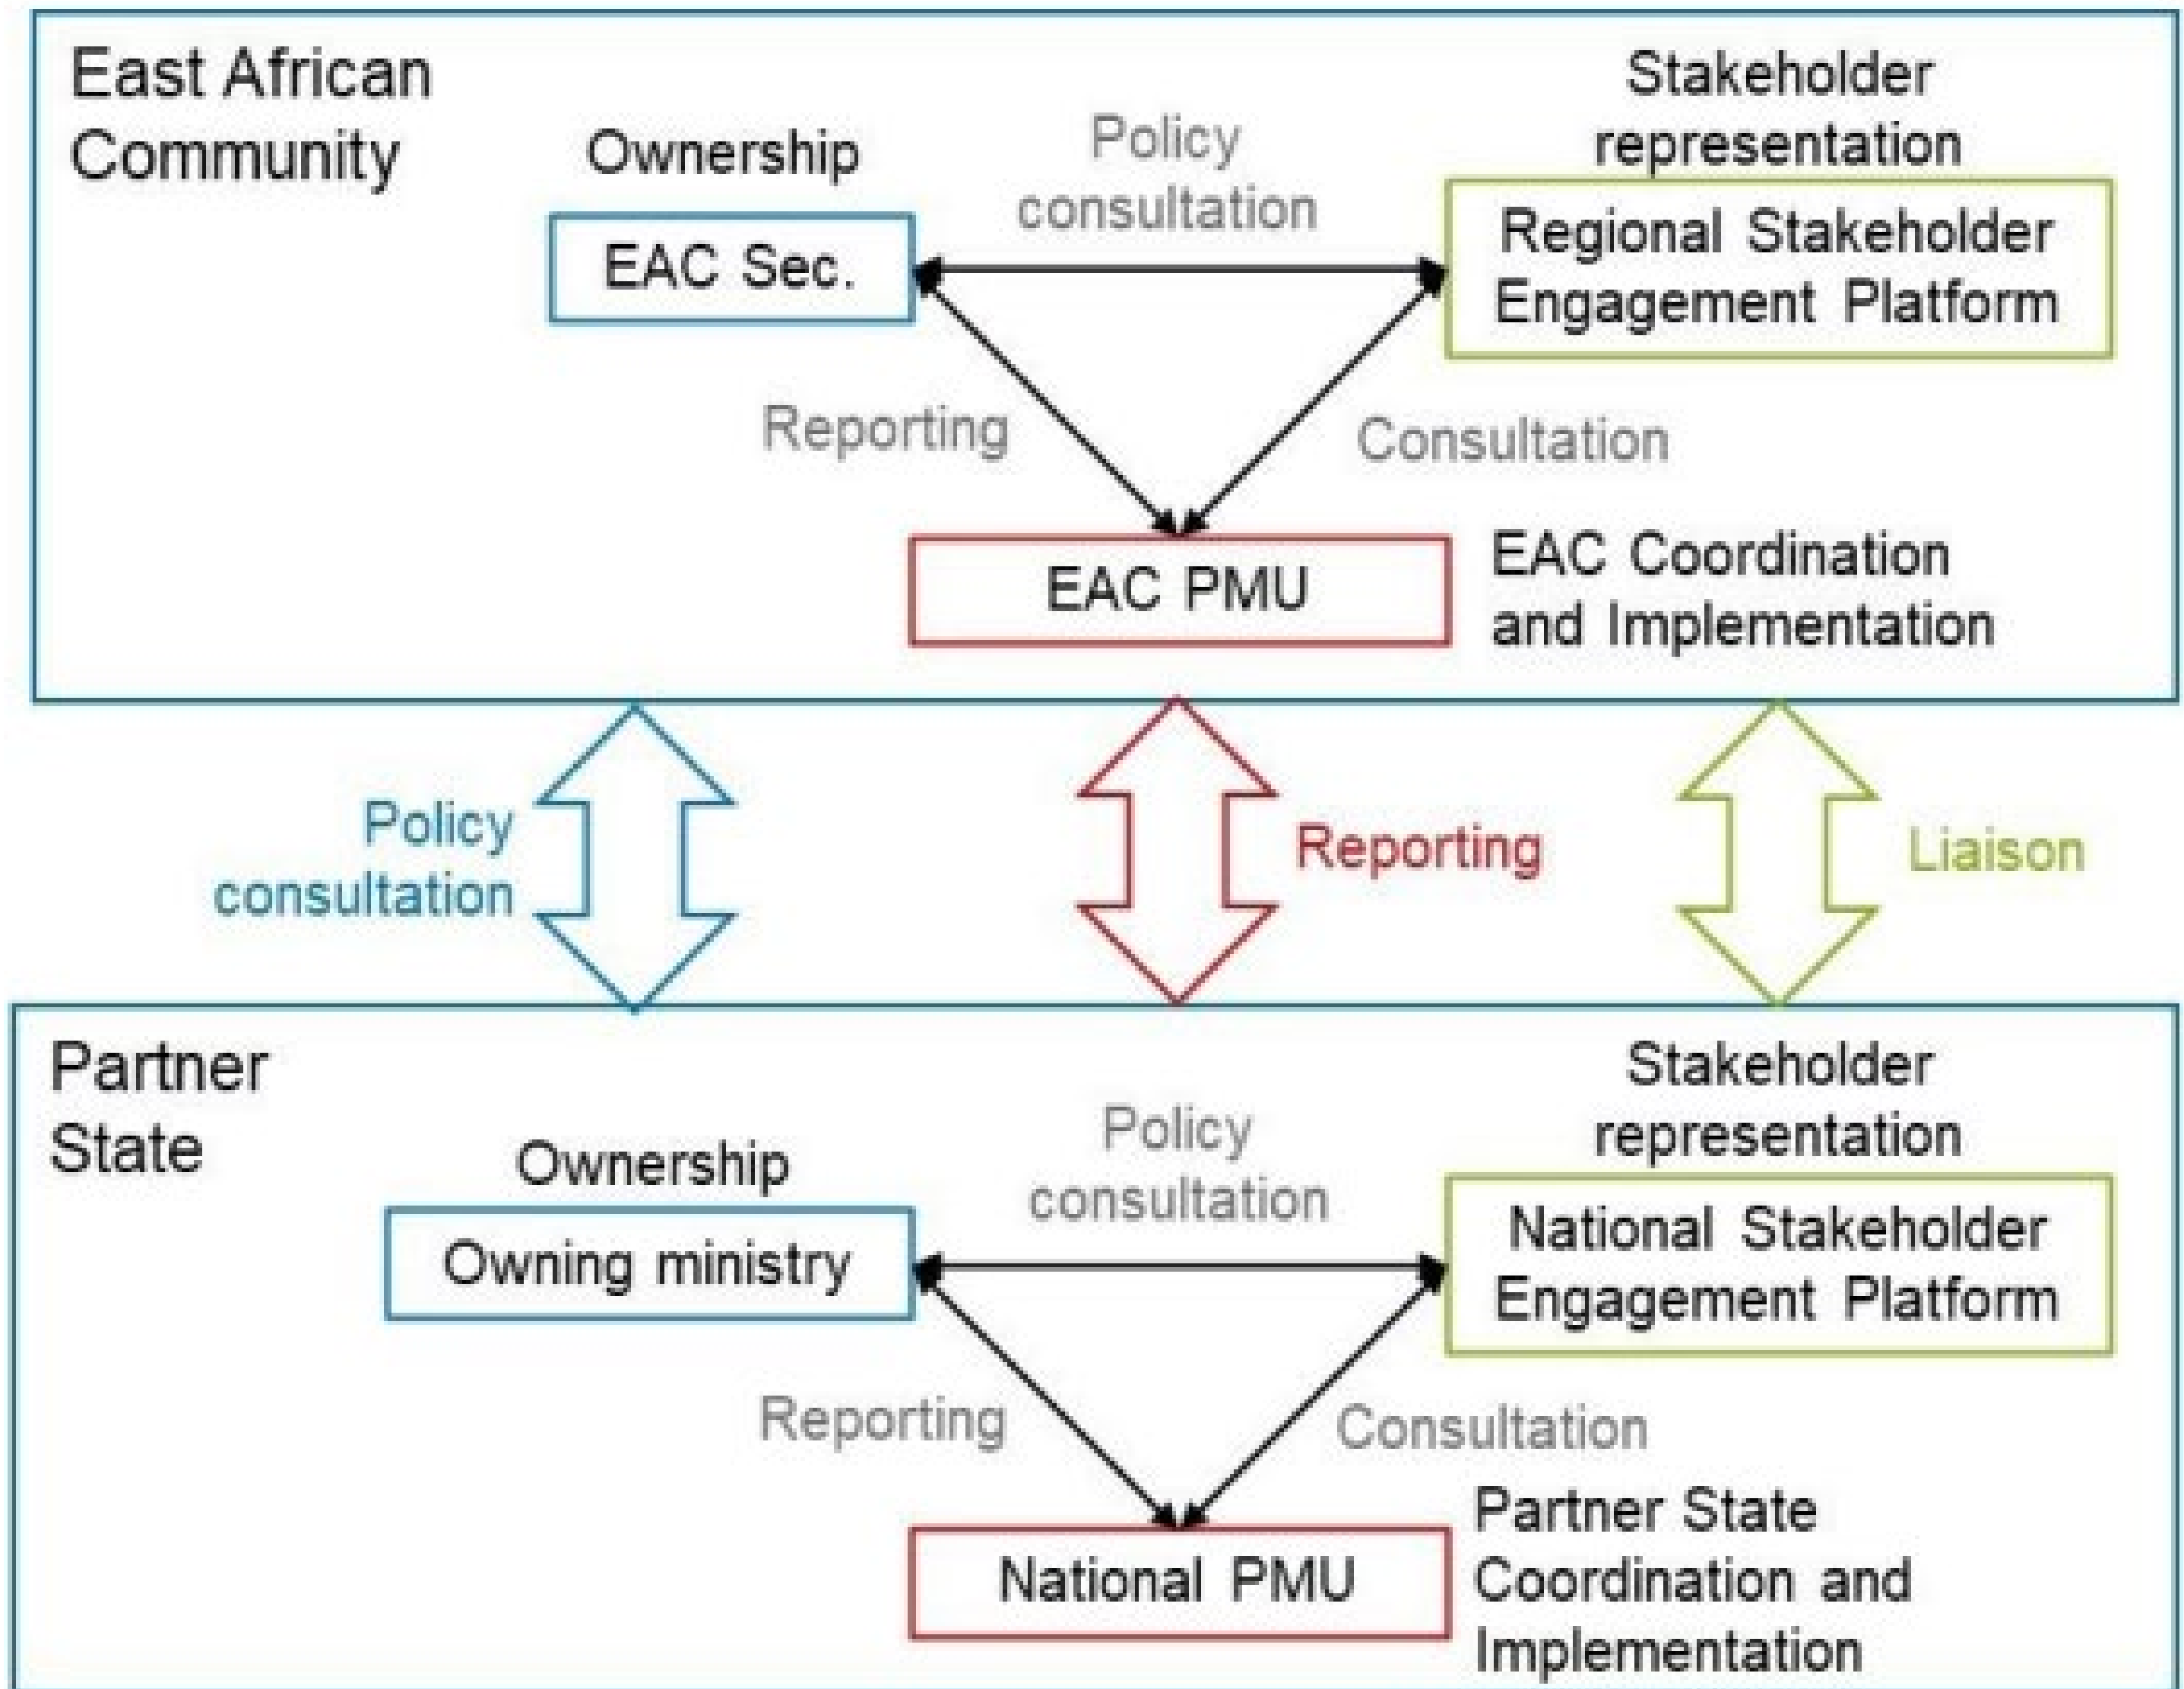 East African
Community
Ownership
Policy
consultation
Stakeholder
representation
EAC Sec.
Regional Stakeholder
Engagement Platform
Reporting
Consultation
EAC PMU
EAC Coordination
and Implementation
Policy
consultation
Reporting
Liaison
Partner
State
Ownership
Policy
consultation
Stakeholder
representation
Owning ministry
National Stakeholder
Engagement Platform
Reporting
Consultation
National PMU
Partner State
Coordination and
Implementation